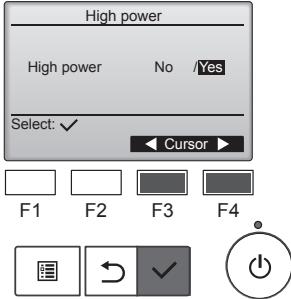 High power
High power No /Yes
Select: ✓
◀ Cursor ▶
F1 F2 F3 F4